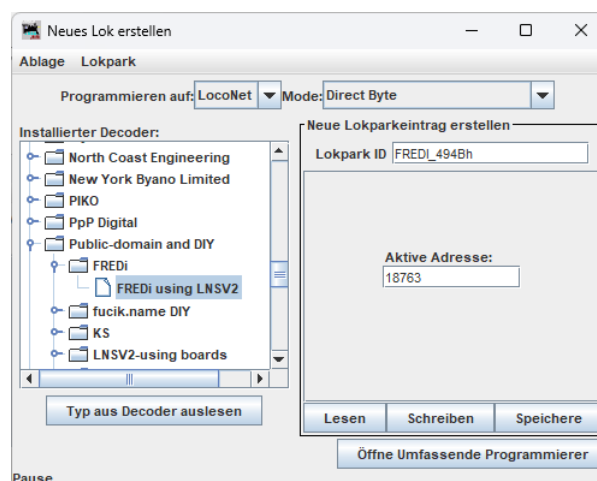 Neues Lok erstellen
Ablage Lokpark
Programmieren auf: LocoNet Mode: Direct Byte
Installierter Decoder:
North Coast Engineering
New York Byano Limited
PIKO
PpP Digital
Public-domain and DIY
FREDi
FREDi using LNSV2
fucik.name DIY
KS
LNSV2-using boards
Typ aus Decoder auslesen
Neue Lokparkeintrag erstellen
Lokpark ID FREDI_494Bh
Aktive Adresse:
18763
Lesen Schreiben Speichere
Öffne Umfassende Programmierer
Pause